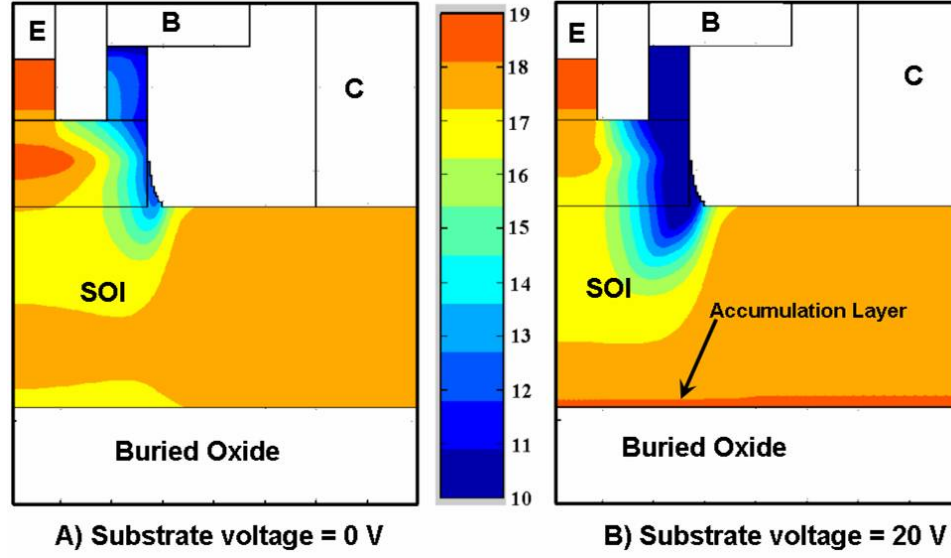 E
B
C
SOI
Buried Oxide
A) Substrate voltage = 0 V
19
18
17
16
15
14
13
12
11
10
E
B
C
SOI
Accumulation Layer
Buried Oxide
B) Substrate voltage = 20 V